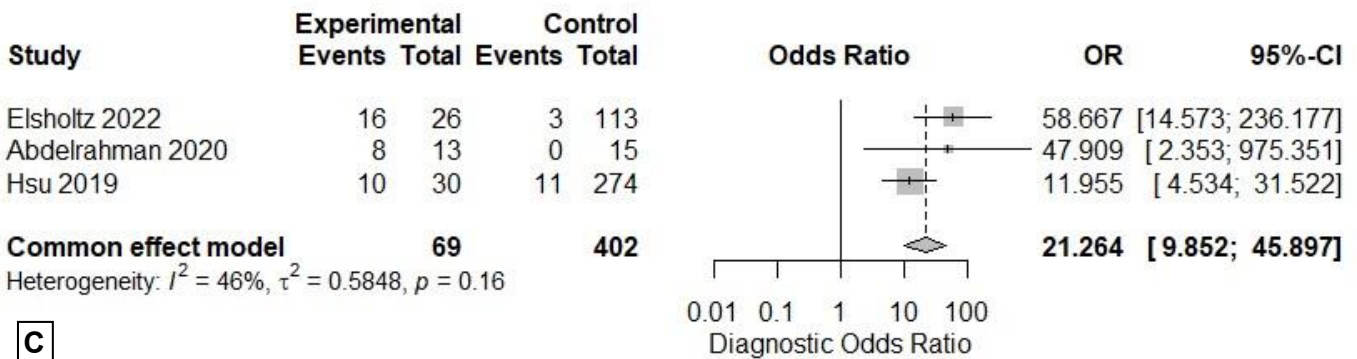 Experimental Control
Study Events Total Events Total Odds Ratio OR 95%-CI
Elsholtz 2022 16 26 3 113 58.667 [14.573; 236.177]
Abdelrahman 2020 8 13 0 15 47.909 [ 2.353; 975.351]
Hsu 2019 10 30 11 274 11.955 [ 4.534; 31.522]
Common effect model 69 402 21.264 [9.852; 45.897]
Heterogeneity: I² = 46%, τ² = 0.5848, p = 0.16
0.01 0.1 1 10 100
Diagnostic Odds Ratio
C